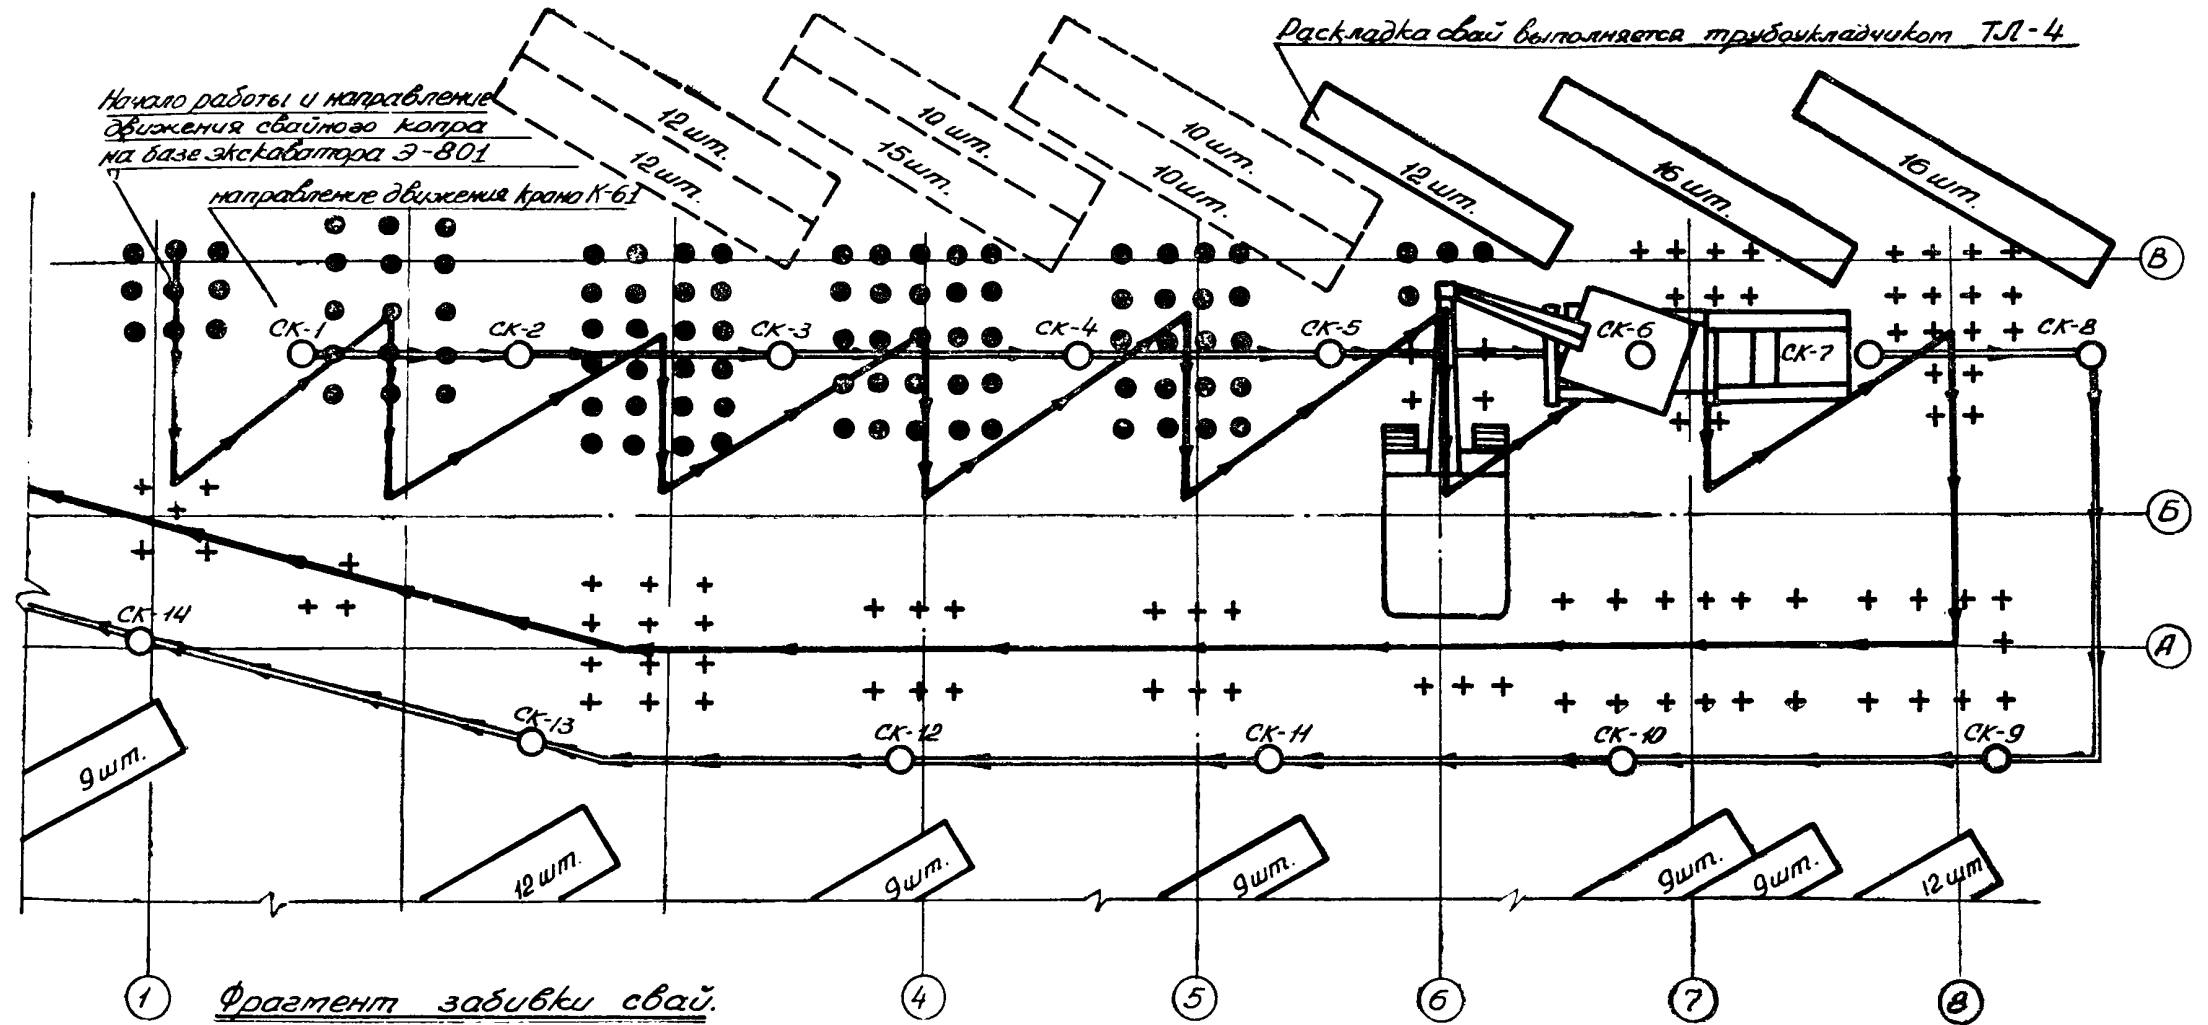 Раскладка свай выполняется трубоукладчиком ТЛ-4
Начало работы и направление
движения свайного копра
на базе экскаватора Э-801
направление движения крана К-61
12 шт.
12 шт.
10 шт.
15 шт.
10 шт.
10 шт.
12 шт.
16 шт.
16 шт.
В
СК-1
СК-2
СК-3
СК-4
СК-5
СК-6
СК-7
СК-8
Б
СК-14
А
СК-13
СК-12
СК-11
СК-10
СК-9
9 шт.
12 шт.
9 шт.
9 шт.
9 шт.
9 шт.
12 шт
1
4
5
6
7
8
Фрагмент забивки свай.